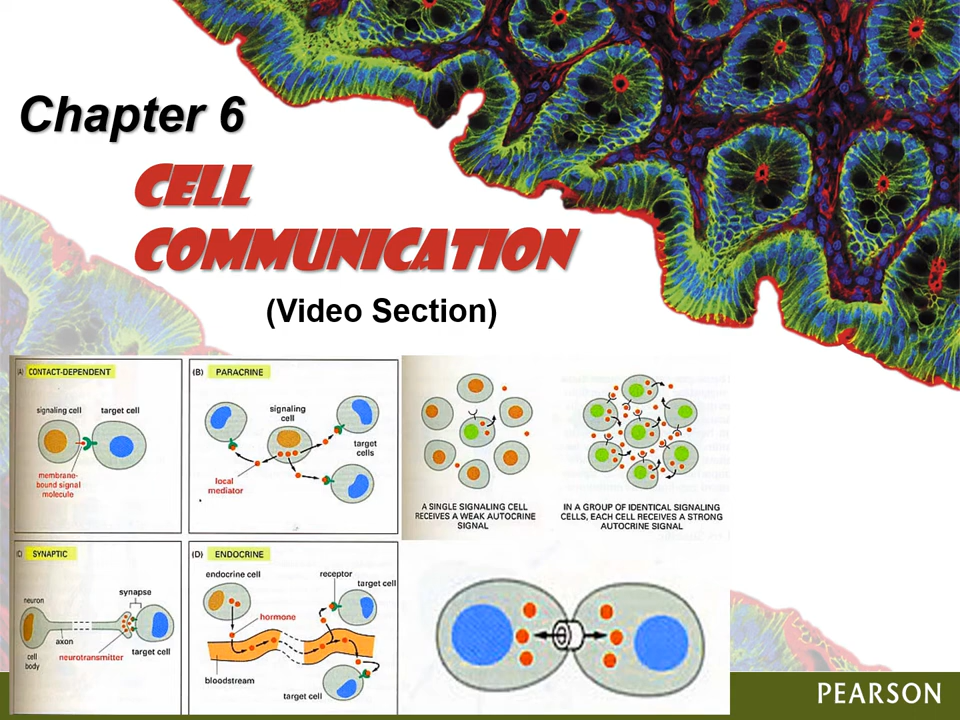 Chapter 6
CELL
COMMUNICATION
(Video Section)
(A) CONTACT-DEPENDENT
signaling cell target cell
membrane-
bound signal
molecule
(B) PARACRINE
signaling
cell
target
cells
local
mediator
A SINGLE SIGNALING CELL
RECEIVES A WEAK AUTOCRINE
SIGNAL
IN A GROUP OF IDENTICAL SIGNALING
CELLS, EACH CELL RECEIVES A STRONG
AUTOCRINE SIGNAL
(C) SYNAPTIC
neuron
synapse
axon
cell
body
neurotransmitter
target cell
(D) ENDOCRINE
endocrine cell
receptor
target cell
hormone
bloodstream
target cell
PEARSON